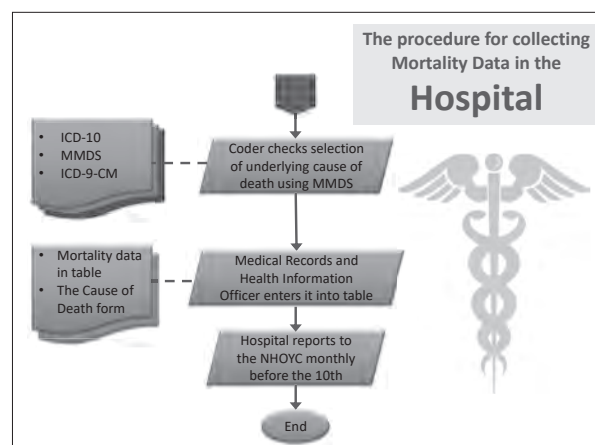 The procedure for collecting
Mortality Data in the
Hospital
• ICD-10
• MMDS
• ICD-9-CM
Coder checks selection
of underlying cause of
death using MMDS
• Mortality data
in table
• The Cause of
Death form
Medical Records and
Health Information
Officer enters it into table
Hospital reports to
the NHOYC monthly
before the 10th
End